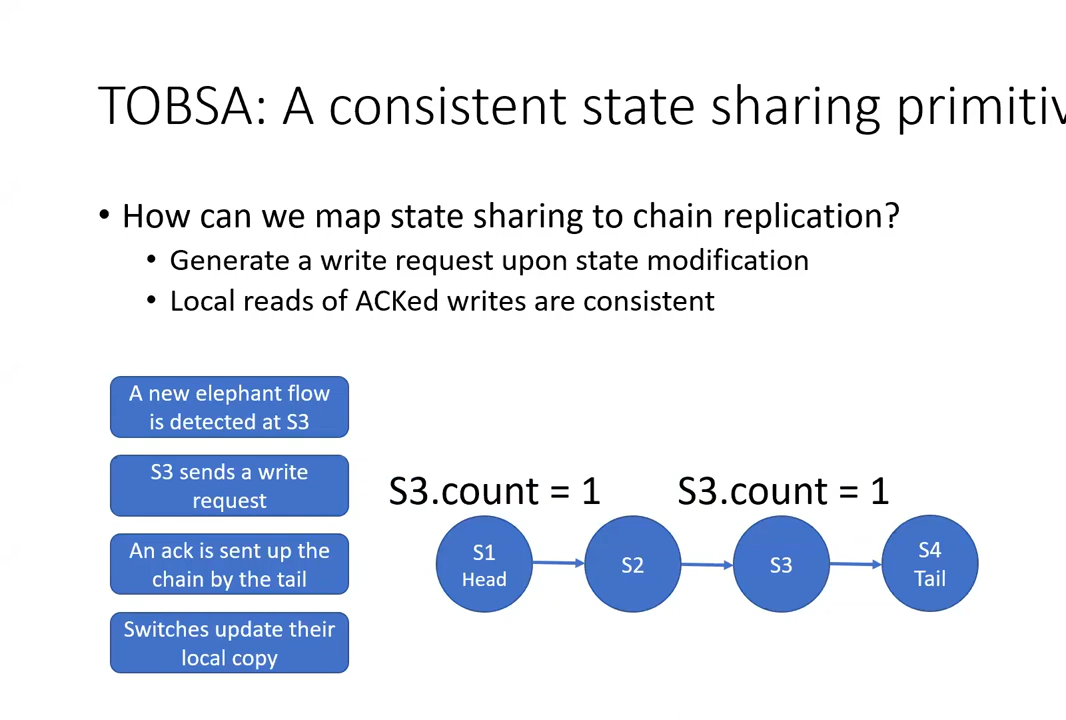 TOBSA: A consistent state sharing primitiv
• How can we map state sharing to chain replication?
• Generate a write request upon state modification
• Local reads of ACKed writes are consistent
A new elephant flow
is detected at S3
S3 sends a write
request
An ack is sent up the
chain by the tail
Switches update their
local copy
S3.count = 1
S3.count = 1
S1
Head
S2
S3
S4
Tail